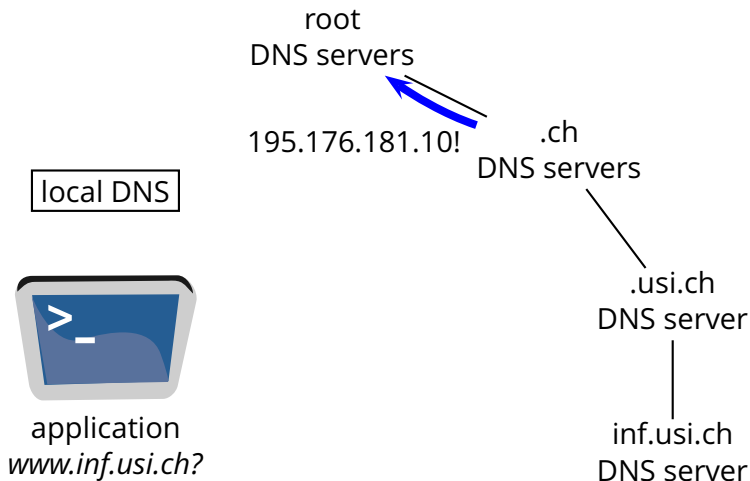 root
DNS servers
195.176.181.10!
.ch
DNS servers
local DNS
.usi.ch
DNS server
>_
application
www.inf.usi.ch?
inf.usi.ch
DNS server